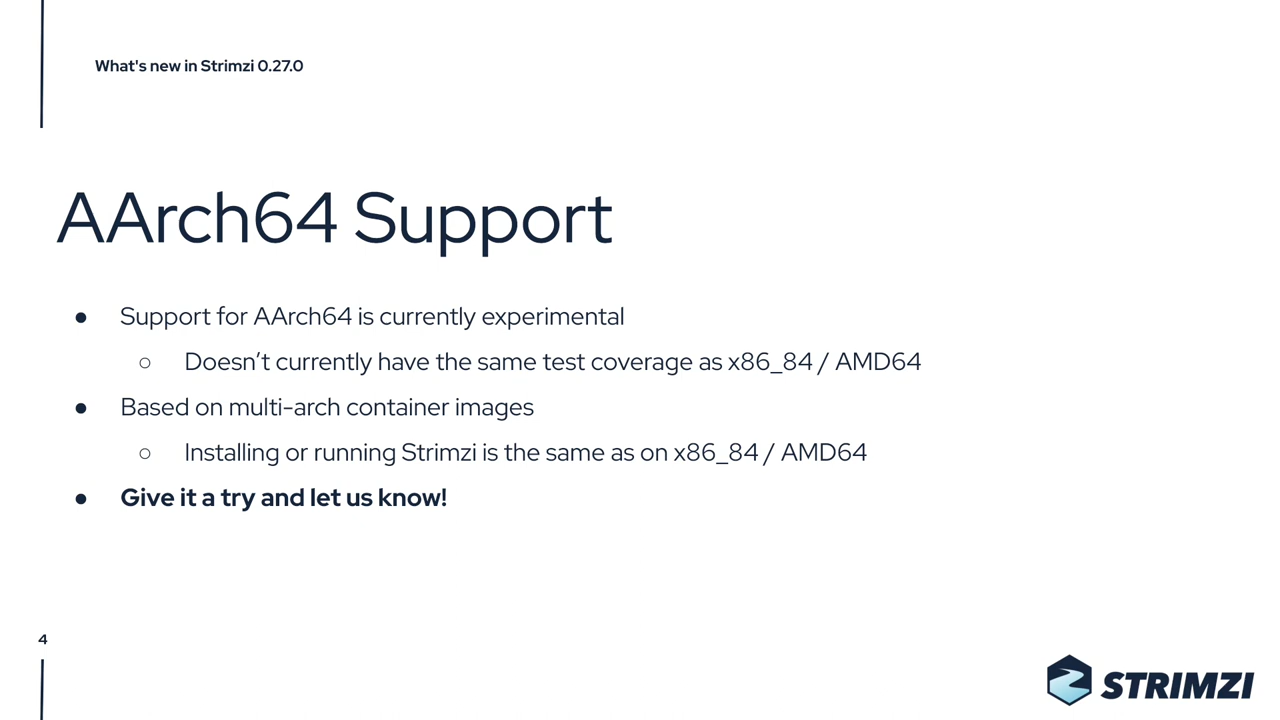 What's new in Strimzi 0.27.0
AArch64 Support
● Support for AArch64 is currently experimental
○ Doesn’t currently have the same test coverage as x86_84 / AMD64
● Based on multi-arch container images
○ Installing or running Strimzi is the same as on x86_84 / AMD64
● Give it a try and let us know!
4
STRIMZI